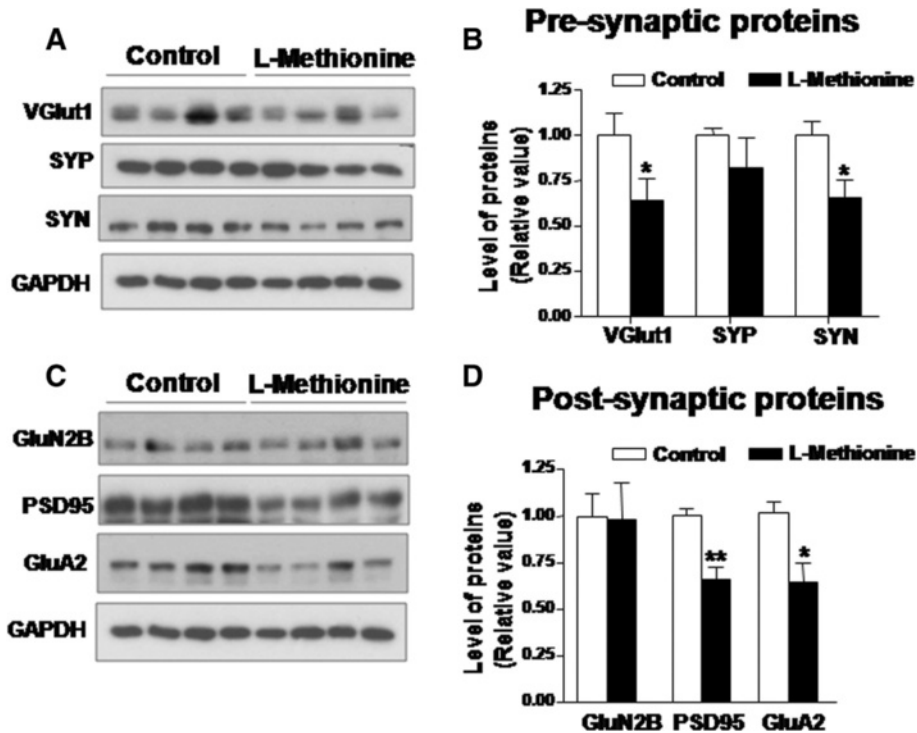 A
Control L-Methionine
VGlut1
SYP
SYN
GAPDH
B
Pre-synaptic proteins
Control L-Methionine
Level of proteins
(Relative value)
1.25
1.00
0.75
0.50
0.25
0.00
*
*
VGlut1 SYP SYN
C
Control L-Methionine
GluN2B
PSD95
GluA2
GAPDH
D
Post-synaptic proteins
Control L-Methionine
Level of proteins
(Relative value)
1.25
1.00
0.75
0.50
0.25
0.00
**
*
GluN2B PSD95 GluA2